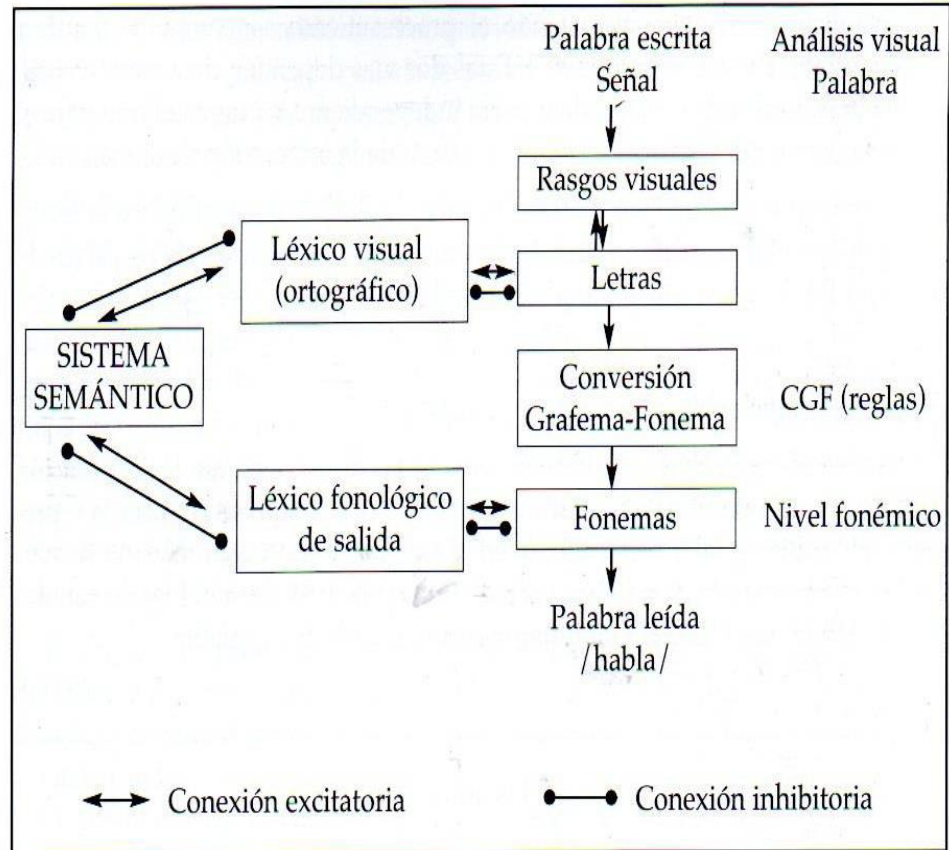 Palabra escrita
Señal
Análisis visual
Palabra
Rasgos visuales
Léxico visual
(ortográfico)
Letras
SISTEMA
SEMÁNTICO
Conversión
Grafema-Fonema
CGF (reglas)
Léxico fonológico
de salida
Fonemas
Nivel fonémico
Palabra leída
/habla/
Conexión excitatoria
Conexión inhibitoria